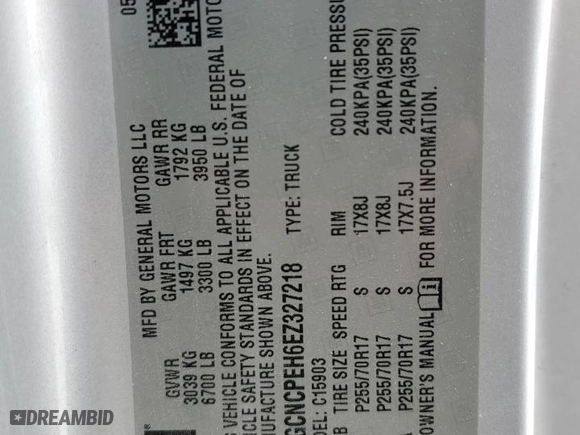 05
MFD BY GENERAL MOTORS LLC
GVWR GAWR FRT GAWR RR
3039 KG 1497 KG 1792 KG
6700 LB 3300 LB 3950 LB
VEHICLE CONFORMS TO ALL APPLICABLE U.S. FEDERAL MOTO
VEHICLE SAFETY STANDARDS IN EFFECT ON THE DATE OF
UFACTURE SHOWN ABOVE.
GCNCPEH6EZ327218 TYPE: TRUCK
ODEL: C15903
TIRE SIZE SPEED RTG RIM COLD TIRE PRESSU
P255/70R17 S 17X8J 240KPA(35PSI)
P255/70R17 S 17X8J 240KPA(35PSI)
P255/70R17 S 17X7.5J 240KPA(35PSI)
OWNER'S MANUAL FOR MORE INFORMATION.
DREAMBID